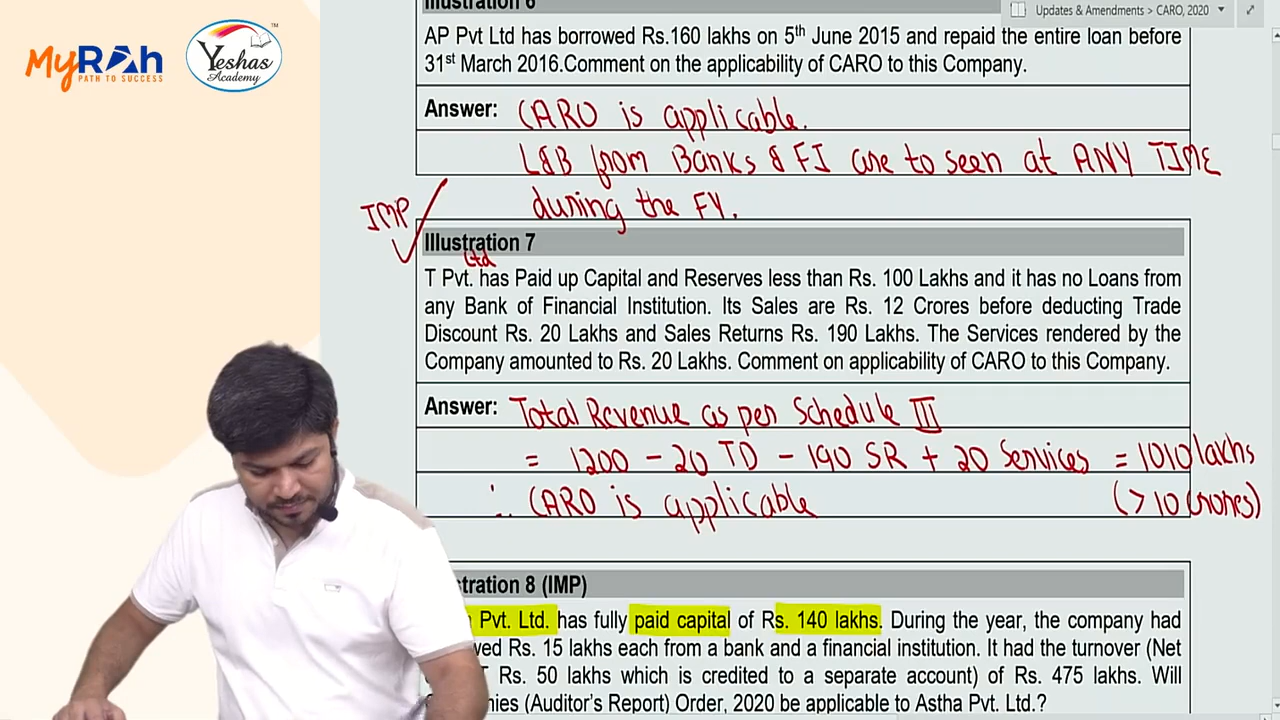 MyRah
PATH TO SUCCESS
Yeshas
Academy
TM
Updates & Amendments > CARO, 2020
Illustration 6
AP Pvt Ltd has borrowed Rs.160 lakhs on 5th June 2015 and repaid the entire loan before
31st March 2016.Comment on the applicability of CARO to this Company.
Answer: CARO is applicable.
L&B from Banks & FI are to seen at ANY TIME
during the FY.
IMP
Illustration 7
Ltd
T Pvt. has Paid up Capital and Reserves less than Rs. 100 Lakhs and it has no Loans from
any Bank of Financial Institution. Its Sales are Rs. 12 Crores before deducting Trade
Discount Rs. 20 Lakhs and Sales Returns Rs. 190 Lakhs. The Services rendered by the
Company amounted to Rs. 20 Lakhs. Comment on applicability of CARO to this Company.
Answer: Total Revenue as per Schedule III
= 1200 - 20 TD - 190 SR + 20 Services = 1010 lakhs
∴ CARO is applicable (> 10 crores)
tration 8 (IMP)
Pvt. Ltd. has fully paid capital of Rs. 140 lakhs. During the year, the company had
wed Rs. 15 lakhs each from a bank and a financial institution. It had the turnover (Net
Rs. 50 lakhs which is credited to a separate account) of Rs. 475 lakhs. Will
nies (Auditor's Report) Order, 2020 be applicable to Astha Pvt. Ltd.?